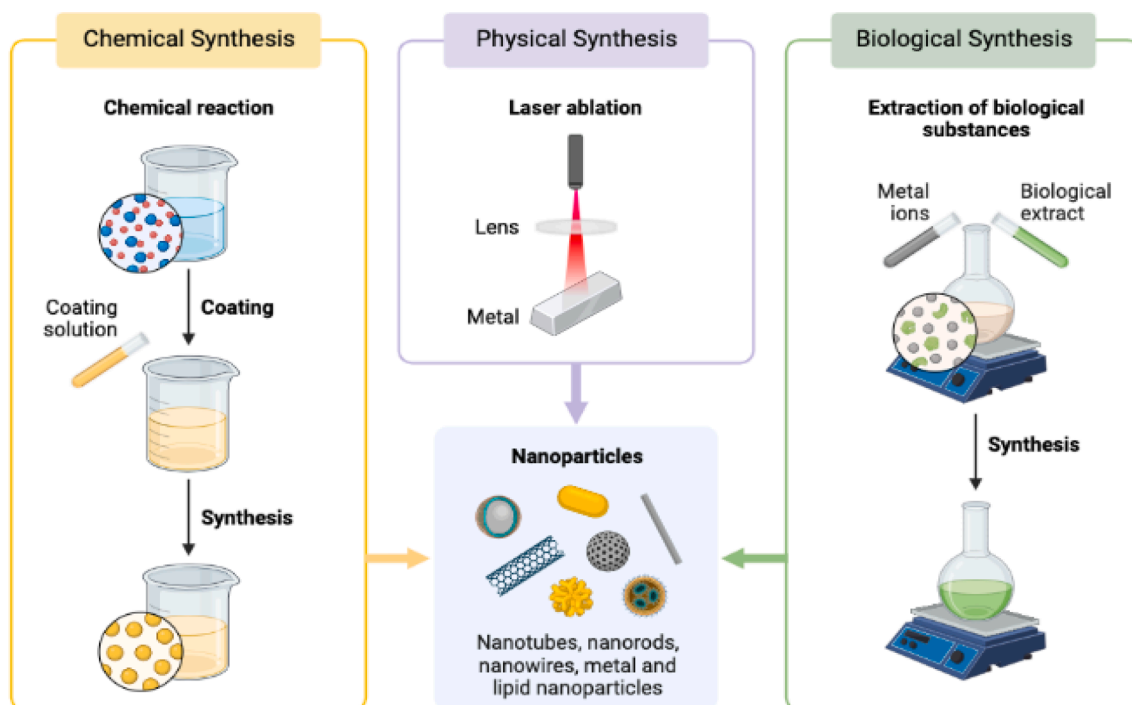 Chemical Synthesis
Chemical reaction
Coating
Coating
solution
Synthesis
Physical Synthesis
Laser ablation
Lens
Metal
Nanoparticles
Nanotubes, nanorods,
nanowires, metal and
lipid nanoparticles
Biological Synthesis
Extraction of biological
substances
Metal
ions
Biological
extract
Synthesis